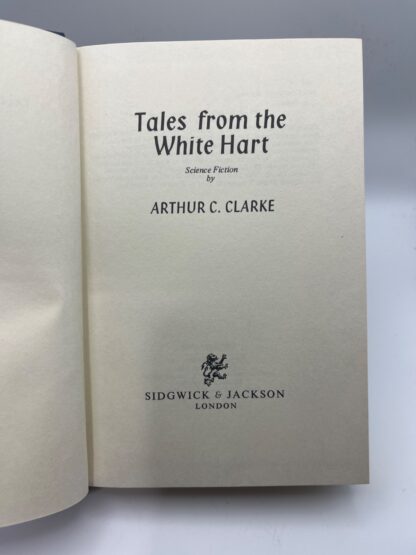 Tales from the
White Hart
Science Fiction
by
ARTHUR C. CLARKE
SIDGWICK & JACKSON
LONDON